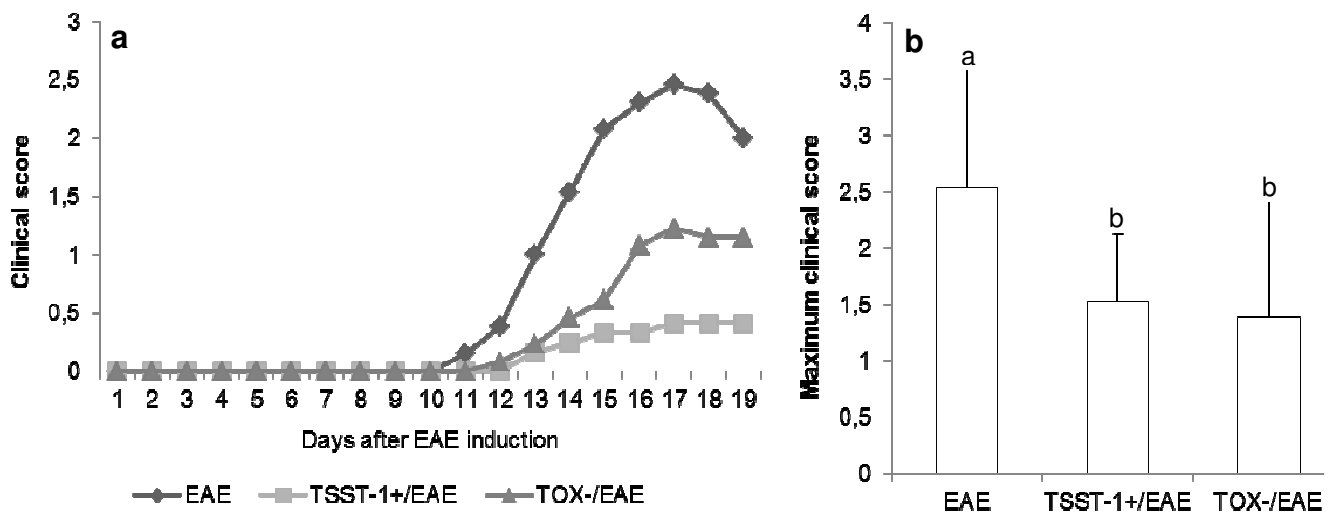 a
Clinical score
3
2,5
2
1,5
1
0,5
0
1 2 3 4 5 6 7 8 9 10 11 12 13 14 15 16 17 18 19
Days after EAE induction
EAE TSST-1+/EAE TOX-/EAE
b
Maximum clinical score
4
3,5
3
2,5
2
1,5
1
0,5
0
a
b
b
EAE TSST-1+/EAE TOX-/EAE